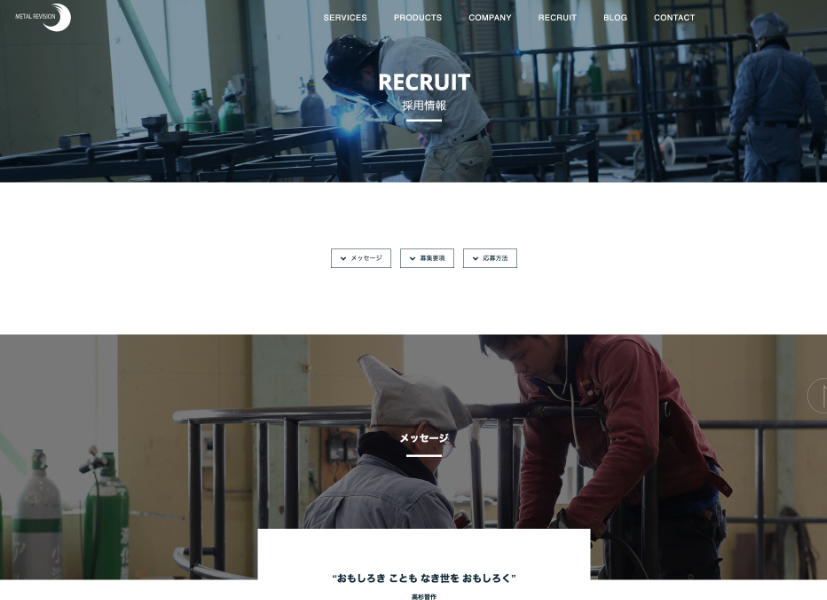 METAL REVISION
SERVICES PRODUCTS COMPANY RECRUIT BLOG CONTACT
RECRUIT
採用情報
メッセージ 募集要項 応募方法
メッセージ
“おもしろき ことも なき世を おもしろく”
高杉晋作